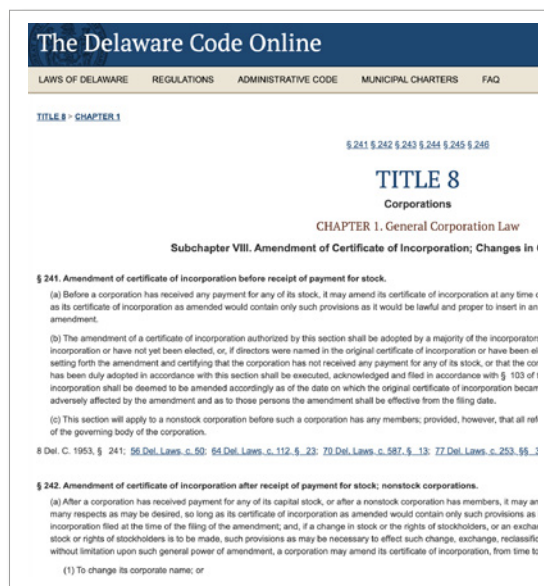 The Delaware Code Online
LAWS OF DELAWARE REGULATIONS ADMINISTRATIVE CODE MUNICIPAL CHARTERS FAQ
TITLE 8 > CHAPTER 1
§ 241 § 242 § 243 § 244 § 245 § 246
TITLE 8
Corporations
CHAPTER 1. General Corporation Law
Subchapter VIII. Amendment of Certificate of Incorporation; Changes in
§ 241. Amendment of certificate of incorporation before receipt of payment for stock.
(a) Before a corporation has received any payment for any of its stock, it may amend its certificate of incorporation at any time
as its certificate of incorporation as amended would contain only such provisions as it would be lawful and proper to insert in an
amendment.
(b) The amendment of a certificate of incorporation authorized by this section shall be adopted by a majority of the incorporators
incorporation or have not yet been elected, or, if directors were named in the original certificate of incorporation or have been
setting forth the amendment and certifying that the corporation has not received any payment for any of its stock, or that the
has been duly adopted in accordance with this section shall be executed, acknowledged and filed in accordance with § 103 of
incorporation shall be deemed to be amended accordingly as of the date on which the original certificate of incorporation
adversely affected by the amendment and as to those persons the amendment shall be effective from the filing date.
(c) This section will apply to a nonstock corporation before such a corporation has any members; provided, however, that all
of the governing body of the corporation.
8 Del. C. 1953, § 241; 56 Del. Laws, c. 50; 64 Del. Laws, c. 112, § 23; 70 Del. Laws, c. 587, § 13; 77 Del. Laws, c. 253, §§
§ 242. Amendment of certificate of incorporation after receipt of payment for stock; nonstock corporations.
(a) After a corporation has received payment for any of its capital stock, or after a nonstock corporation has members, it may
many respects as may be desired, so long as its certificate of incorporation as amended would contain only such provisions as
incorporation filed at the time of the filing of the amendment; and, if a change in stock or the rights of stockholders, or an
stock or rights of stockholders is to be made, such provisions as may be necessary to effect such change, exchange,
without limitation upon such general power of amendment, a corporation may amend its certificate of incorporation, from time to
(1) To change its corporate name; or